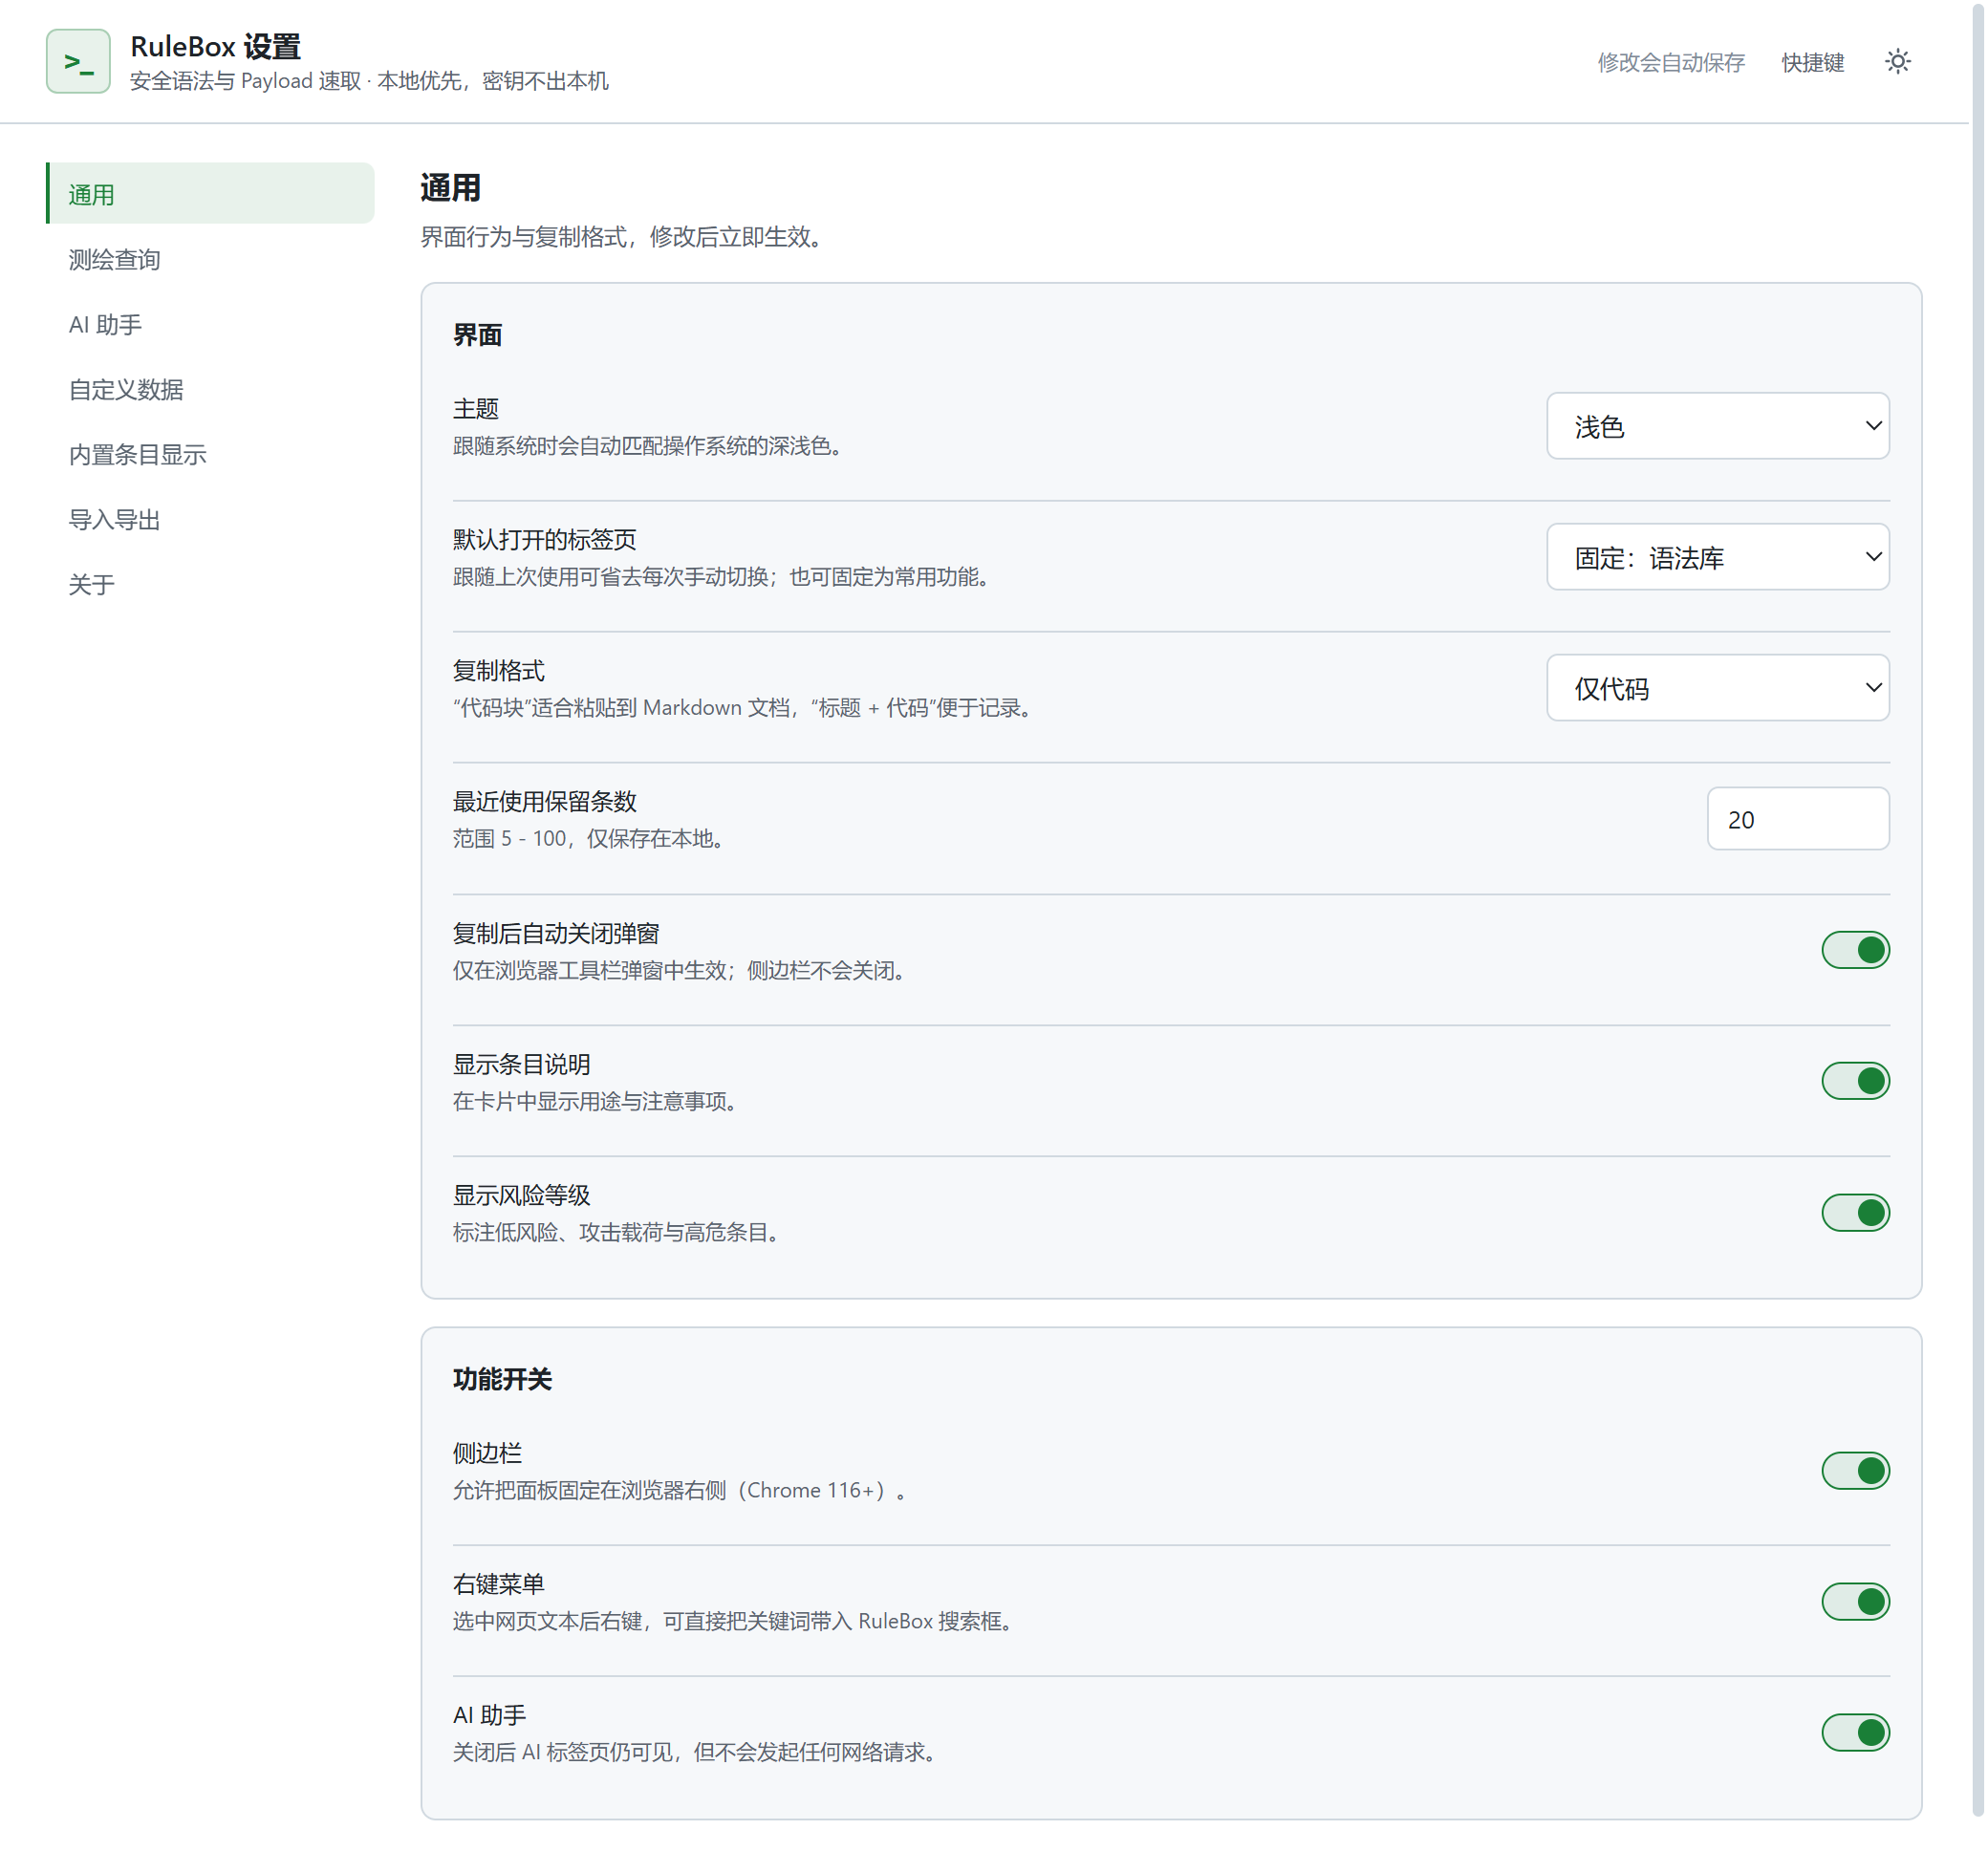 >_
RuleBox 设置
安全语法与 Payload 速取 · 本地优先，密钥不出本机
修改会自动保存
快捷键
通用
测绘查询
AI 助手
自定义数据
内置条目显示
导入导出
关于
通用
界面行为与复制格式，修改后立即生效。
界面
主题
跟随系统时会自动匹配操作系统的深浅色。
浅色
默认打开的标签页
跟随上次使用可省去每次手动切换；也可固定为常用功能。
固定：语法库
复制格式
“代码块”适合粘贴到 Markdown 文档，“标题 + 代码”便于记录。
仅代码
最近使用保留条数
范围 5 - 100，仅保存在本地。
20
复制后自动关闭弹窗
仅在浏览器工具栏弹窗中生效；侧边栏不会关闭。
显示条目说明
在卡片中显示用途与注意事项。
显示风险等级
标注低风险、攻击载荷与高危条目。
功能开关
侧边栏
允许把面板固定在浏览器右侧（Chrome 116+）。
右键菜单
选中网页文本后右键，可直接把关键词带入 RuleBox 搜索框。
AI 助手
关闭后 AI 标签页仍可见，但不会发起任何网络请求。